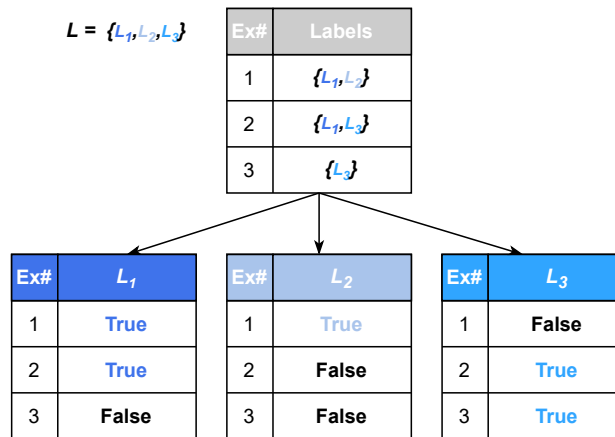 L = {L₁,L₂,L₃}
Ex# Labels
1 {L₁,L₂}
2 {L₁,L₃}
3 {L₃}
Ex# L₁
1 True
2 True
3 False
Ex# L₂
1 True
2 False
3 False
Ex# L₃
1 False
2 True
3 True